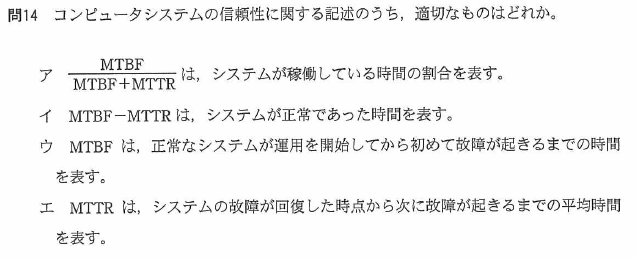 問14 コンピュータシステムの信頼性に関する記述のうち，適切なものはどれか。
ア MTBF/MTBF+MTTR は，システムが稼働している時間の割合を表す。
イ MTBF－MTTR は，システムが正常であった時間を表す。
ウ MTBF は，正常なシステムが運用を開始してから初めて故障が起きるまでの時間
を表す。
エ MTTR は，システムの故障が回復した時点から次に故障が起きるまでの平均時間
を表す。